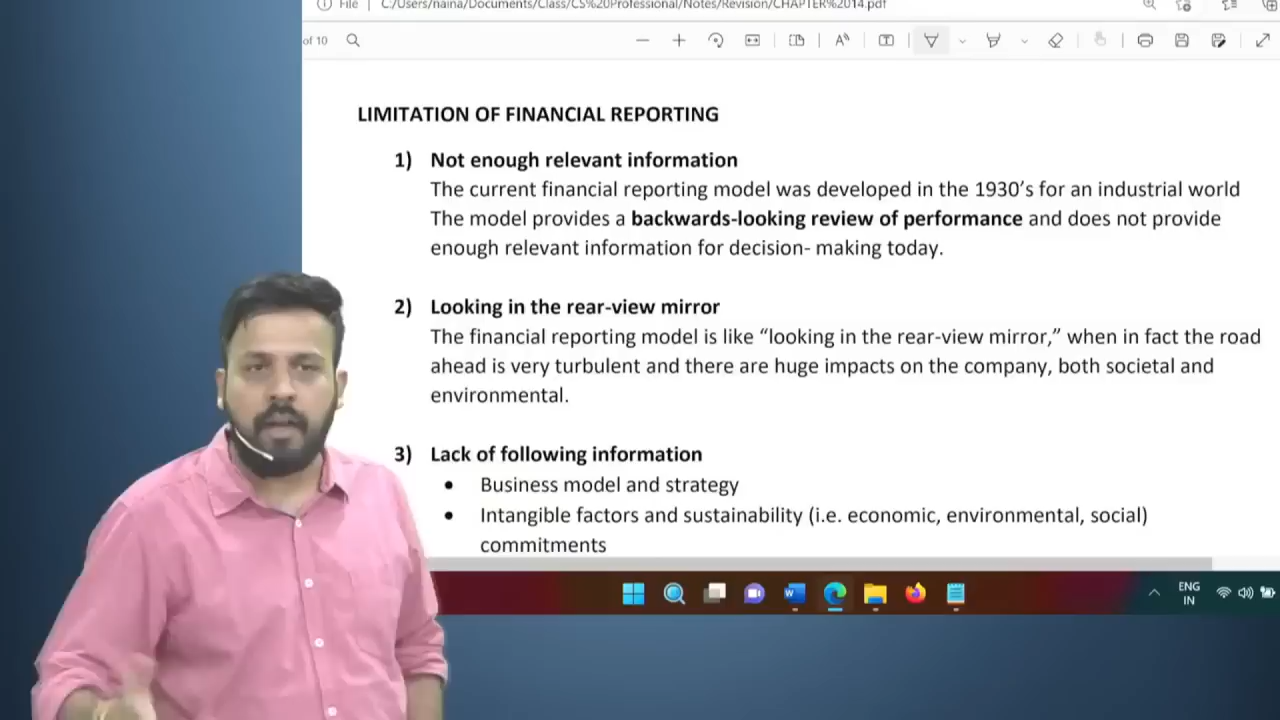 File C:/Users/naina/Documents/Class/CS%20Professional/Notes/Revision/CHAPTER%2014.pdf
of 10
LIMITATION OF FINANCIAL REPORTING
1) Not enough relevant information
The current financial reporting model was developed in the 1930’s for an industrial world
The model provides a backwards-looking review of performance and does not provide
enough relevant information for decision- making today.
2) Looking in the rear-view mirror
The financial reporting model is like “looking in the rear-view mirror,” when in fact the road
ahead is very turbulent and there are huge impacts on the company, both societal and
environmental.
3) Lack of following information
• Business model and strategy
• Intangible factors and sustainability (i.e. economic, environmental, social)
commitments
ENG
IN